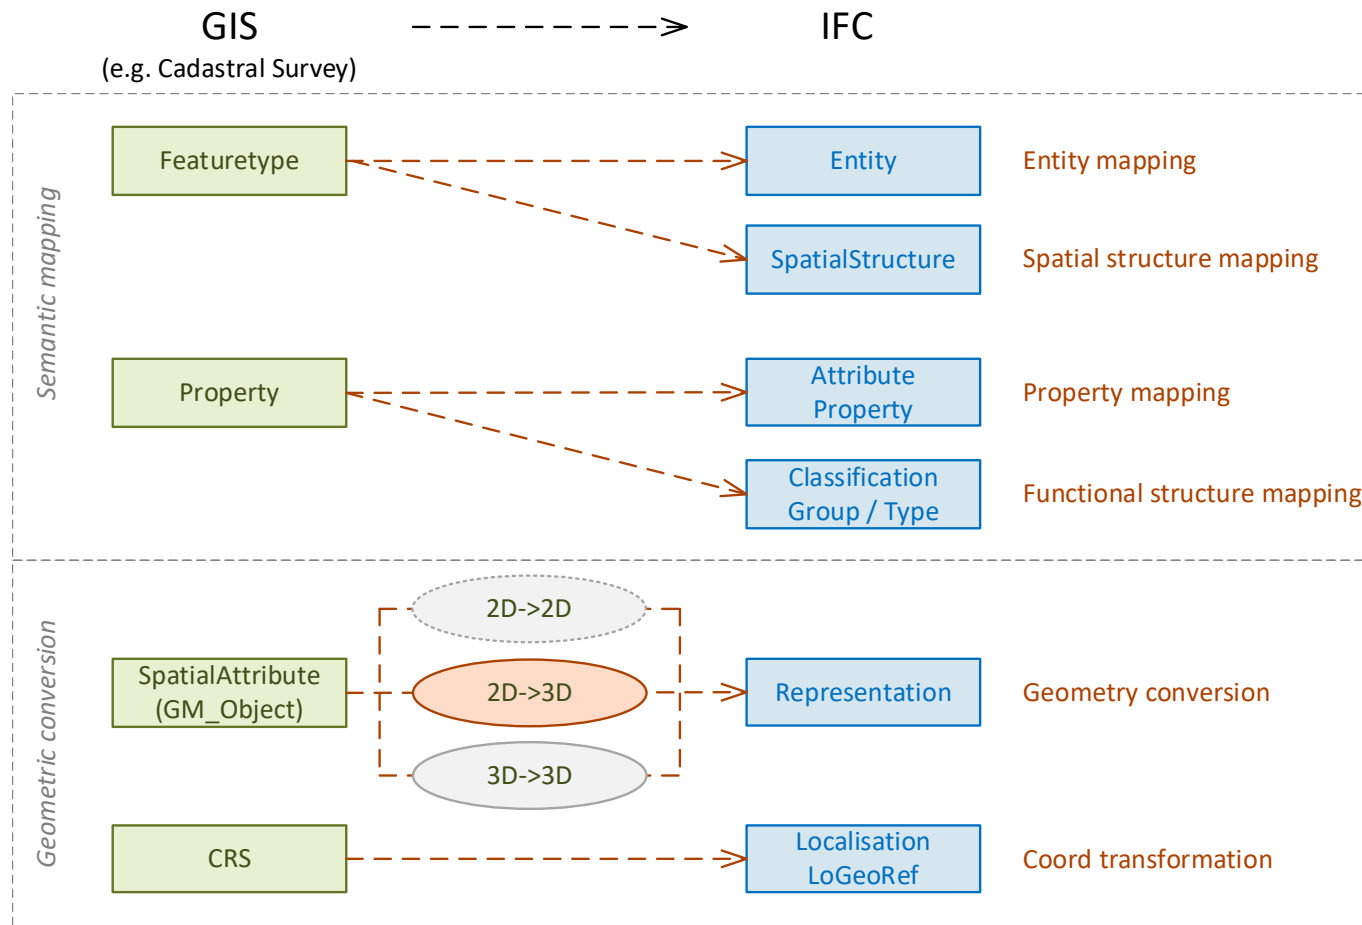 GIS
IFC
(e.g. Cadastral Survey)
Semantic mapping
Featuretype
Entity
Entity mapping
SpatialStructure
Spatial structure mapping
Property
Attribute
Property
Property mapping
Classification
Group / Type
Functional structure mapping
Geometric conversion
2D->2D
SpatialAttribute
(GM_Object)
2D->3D
Representation
Geometry conversion
3D->3D
CRS
Localisation
LoGeoRef
Coord transformation